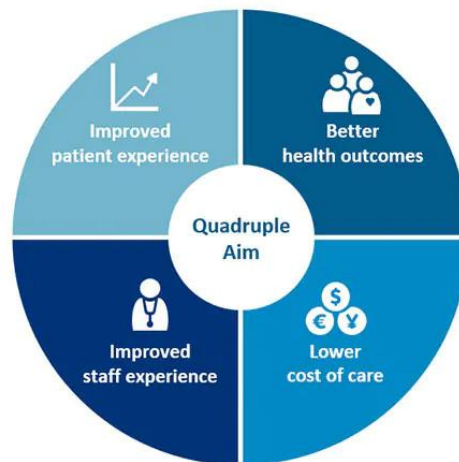 Improved
patient experience
Better
health outcomes
Quadruple
Aim
Improved
staff experience
$
€ ¥
Lower
cost of care